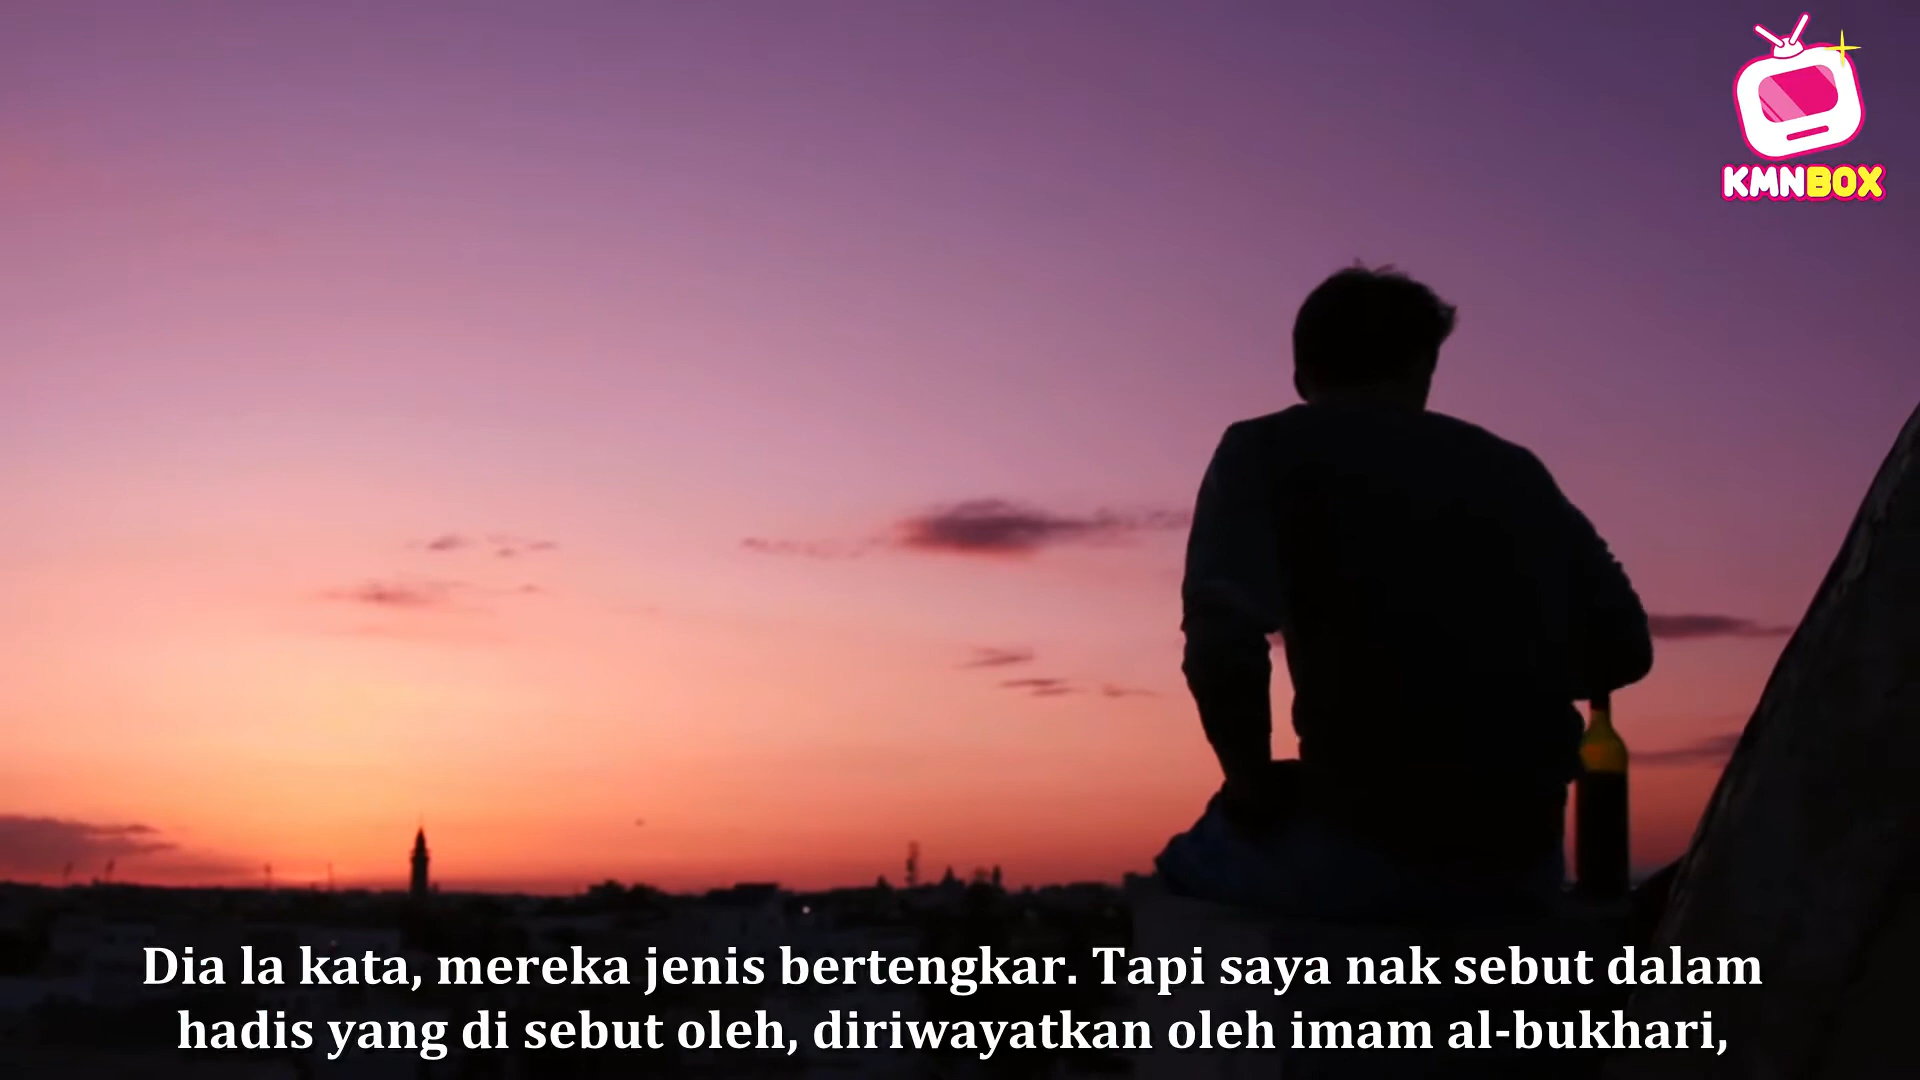 KMNBOX
Dia la kata, mereka jenis bertengkar. Tapi saya nak sebut dalam
hadis yang di sebut oleh, diriwayatkan oleh imam al-bukhari,